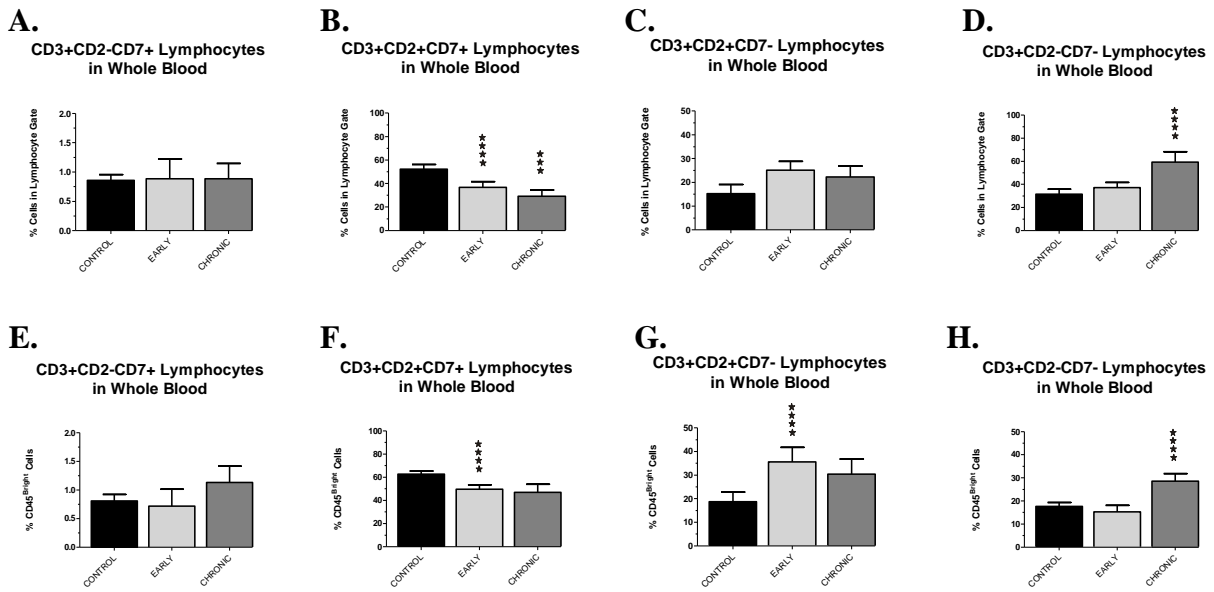 A.
CD3+CD2-CD7+ Lymphocytes
in Whole Blood
% Cells in Lymphocyte Gate
2.0
1.5
1.0
0.5
0.0
CONTROL
EARLY
CHRONIC
B.
CD3+CD2+CD7+ Lymphocytes
in Whole Blood
% Cells in Lymphocyte Gate
100
80
60
40
20
0
****
***
CONTROL
EARLY
CHRONIC
C.
CD3+CD2+CD7- Lymphocytes
in Whole Blood
% Cells in Lymphocyte Gate
50
40
30
20
10
0
CONTROL
EARLY
CHRONIC
D.
CD3+CD2-CD7- Lymphocytes
in Whole Blood
% Cells in Lymphocyte Gate
100
80
60
40
20
0
****
CONTROL
EARLY
CHRONIC
E.
CD3+CD2-CD7+ Lymphocytes
in Whole Blood
% CD45Bright Cells
2.0
1.5
1.0
0.5
0.0
CONTROL
EARLY
CHRONIC
F.
CD3+CD2+CD7+ Lymphocytes
in Whole Blood
% CD45Bright Cells
100
80
60
40
20
0
****
CONTROL
EARLY
CHRONIC
G.
CD3+CD2+CD7- Lymphocytes
in Whole Blood
% CD45Bright Cells
50
40
30
20
10
0
****
CONTROL
EARLY
CHRONIC
H.
CD3+CD2-CD7- Lymphocytes
in Whole Blood
% CD45Bright Cells
50
40
30
20
10
0
****
CONTROL
EARLY
CHRONIC